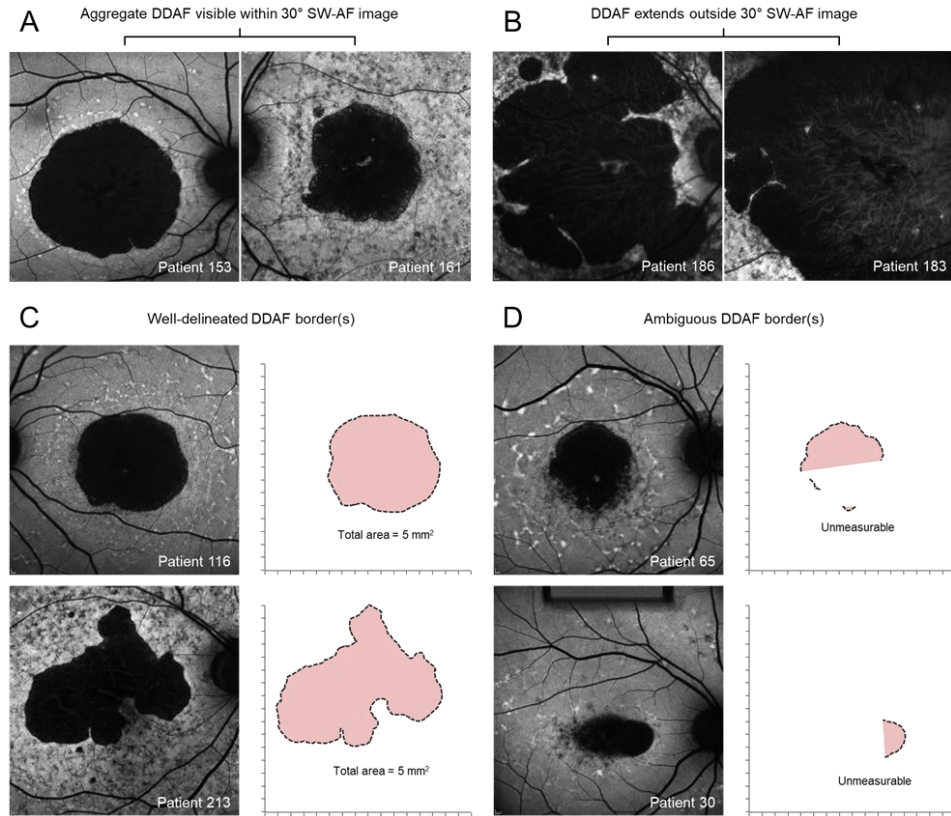 A
Aggregate DDAF visible within 30° SW-AF image
Patient 153
Patient 161
B
DDAF extends outside 30° SW-AF image
Patient 186
Patient 183
C
Well-delineated DDAF border(s)
Patient 116
Total area = 5 mm²
Patient 213
Total area = 5 mm²
D
Ambiguous DDAF border(s)
Patient 65
Unmeasurable
Patient 30
Unmeasurable